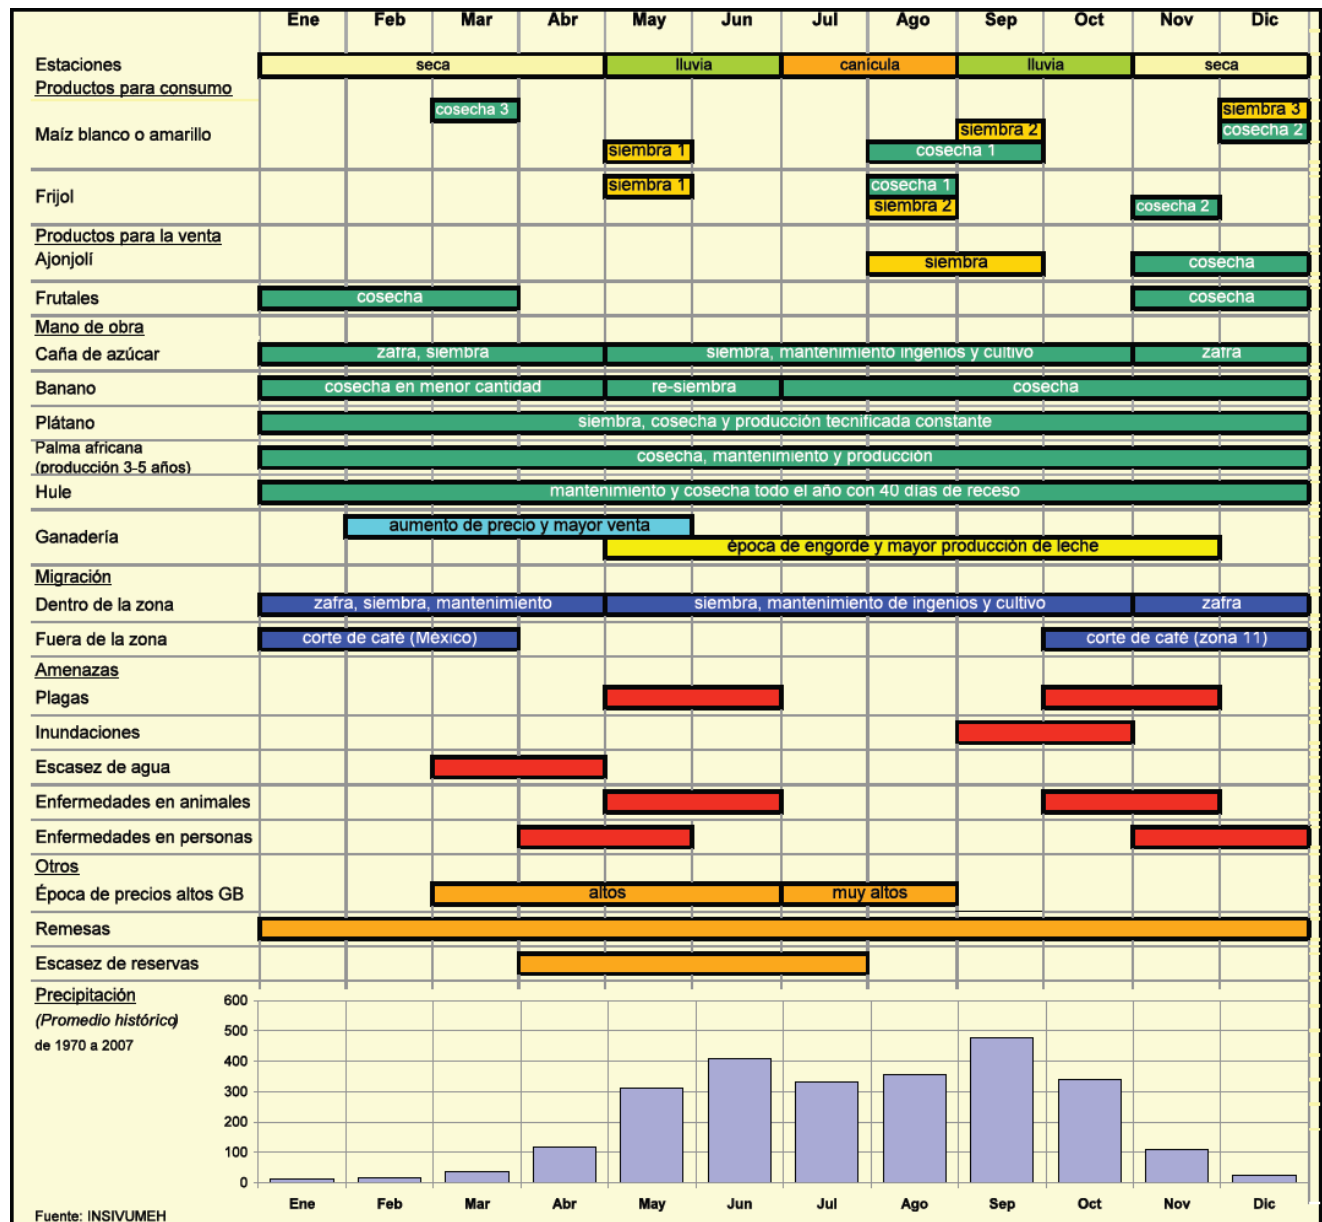 Ene Feb Mar Abr May Jun Jul Ago Sep Oct Nov Dic
Estaciones seca lluvia canícula lluvia seca
Productos para consumo
cosecha 3 siembra 3
Maíz blanco o amarillo siembra 2 cosecha 2
siembra 1 cosecha 1
siembra 1 cosecha 1
Frijol
siembra 2 cosecha 2
Productos para la venta
Ajonjolí siembra cosecha
Frutales cosecha cosecha
Mano de obra
Caña de azúcar zafra, siembra siembra, mantenimiento ingenios y cultivo zafra
Banano cosecha en menor cantidad re-siembra cosecha
Plátano siembra, cosecha y producción tecnificada constante
Palma africana
(producción 3-5 años) cosecha, mantenimiento y producción
Hule mantenimiento y cosecha todo el año con 40 días de receso
aumento de precio y mayor venta
Ganadería
época de engorde y mayor producción de leche
Migración
Dentro de la zona zafra, siembra, mantenimiento siembra, mantenimiento de ingenios y cultivo zafra
Fuera de la zona corte de café (México) corte de café (zona 11)
Amenazas
Plagas
Inundaciones
Escasez de agua
Enfermedades en animales
Enfermedades en personas
Otros
Época de precios altos GB altos muy altos
Remesas
Escasez de reservas
Precipitación
(Promedio histórico)
de 1970 a 2007
600
500
400
300
200
100
0
Ene Feb Mar Abr May Jun Jul Ago Sep Oct Nov Dic
Fuente: INSIVUMEH